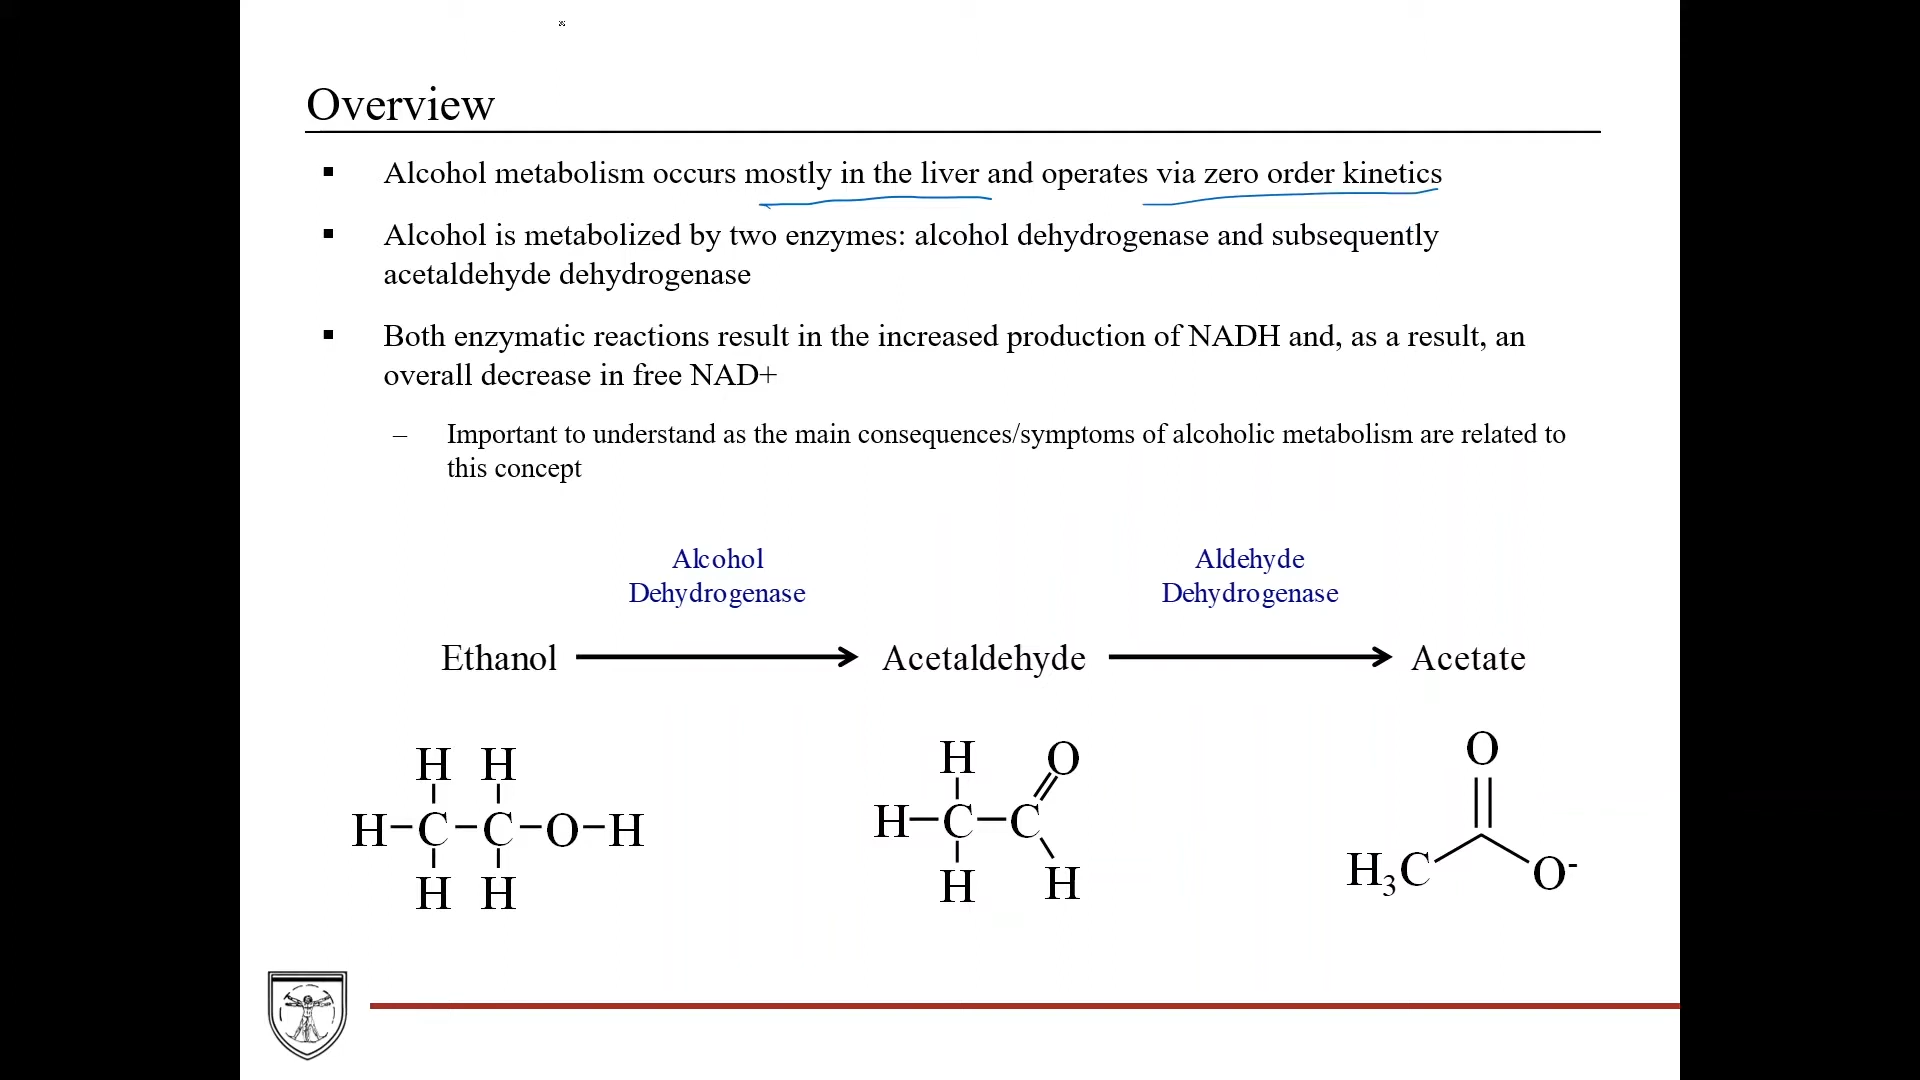 Overview
▪ Alcohol metabolism occurs mostly in the liver and operates via zero order kinetics
▪ Alcohol is metabolized by two enzymes: alcohol dehydrogenase and subsequently
acetaldehyde dehydrogenase
▪ Both enzymatic reactions result in the increased production of NADH and, as a result, an
overall decrease in free NAD+
– Important to understand as the main consequences/symptoms of alcoholic metabolism are related to
this concept
Alcohol
Dehydrogenase
Aldehyde
Dehydrogenase
Ethanol Acetaldehyde Acetate
H H
H–C–C–O–H
H H
H O
H–C–C
H H
O
H₃C O⁻